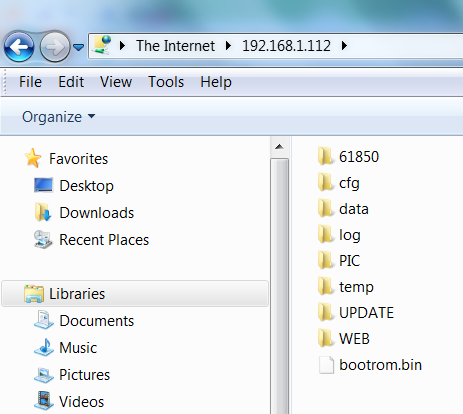 The Internet 192.168.1.112
File Edit View Tools Help
Organize
Favorites
Desktop
Downloads
Recent Places
Libraries
Documents
Music
Pictures
Videos
61850
cfg
data
log
PIC
temp
UPDATE
WEB
bootrom.bin